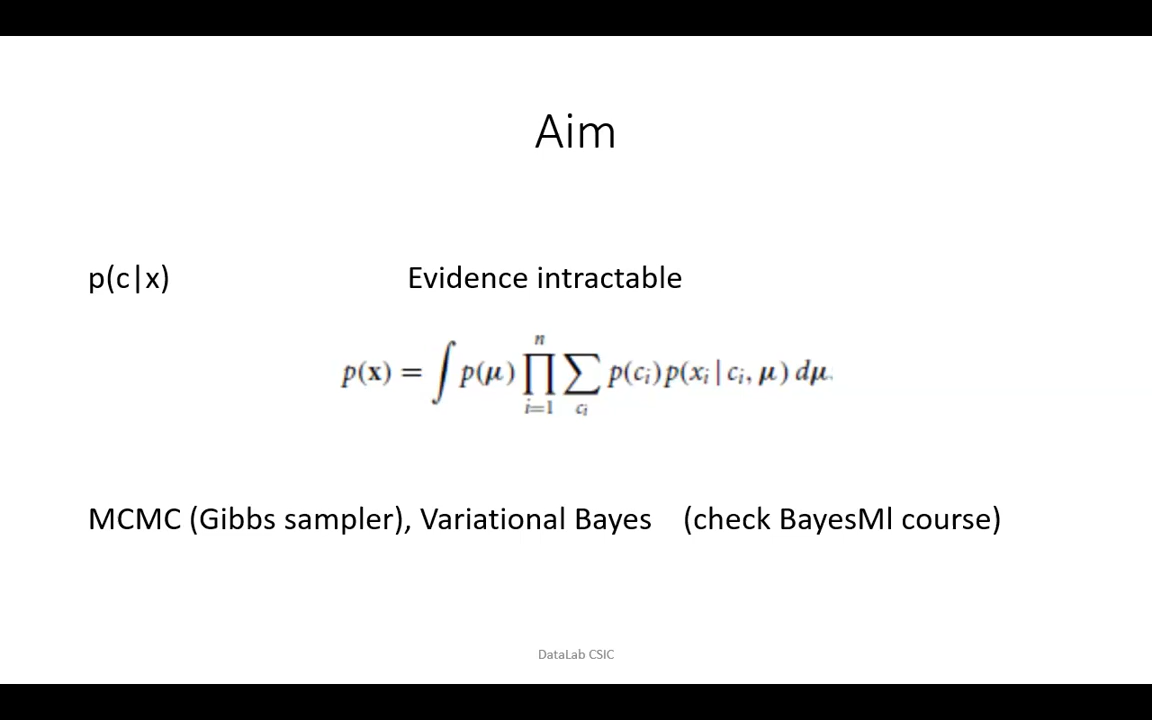 Aim
p(c|x) Evidence intractable
p(x) = ∫ p(μ) ∏_{i=1}^{n} ∑_{c_i} p(c_i)p(x_i | c_i, μ) dμ.
MCMC (Gibbs sampler), Variational Bayes (check BayesMl course)
DataLab CSIC